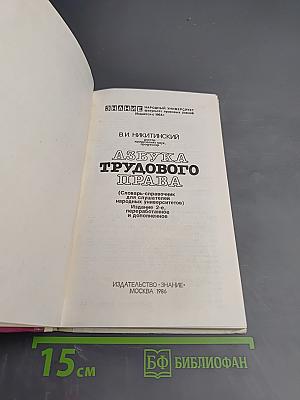 ЗНАНИЕ НАРОДНЫЙ УНИВЕРСИТЕТ
В.И. НИКИТИНСКИЙ
АЗБУКА
ТРУДОВОГО
ПРАВА
(Словарь-справочник
для слушателей
народных университетов)
Издание 2-е,
переработанное
и дополненное
ИЗДАТЕЛЬСТВО «ЗНАНИЕ»
МОСКВА 1986
15 см
БФ БИБЛИОФАН